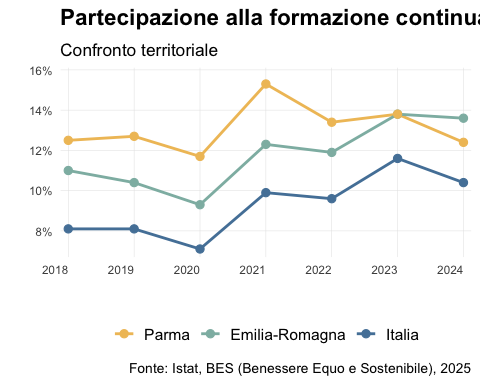 Partecipazione alla formazione continua
Confronto territoriale
16%
14%
12%
10%
8%
2018 2019 2020 2021 2022 2023 2024
Parma Emilia-Romagna Italia
Fonte: Istat, BES (Benessere Equo e Sostenibile), 2025